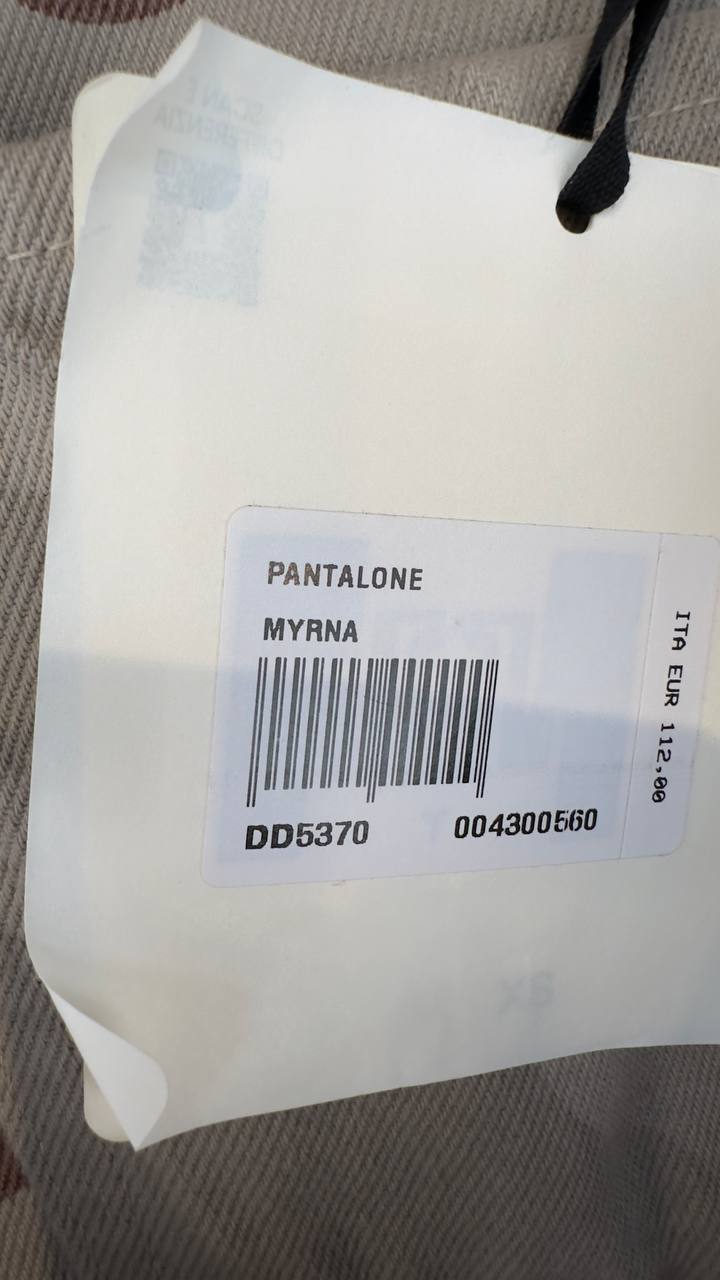 PANTALONE
MYRNA
DD5370 004300560
ITA EUR 112,00